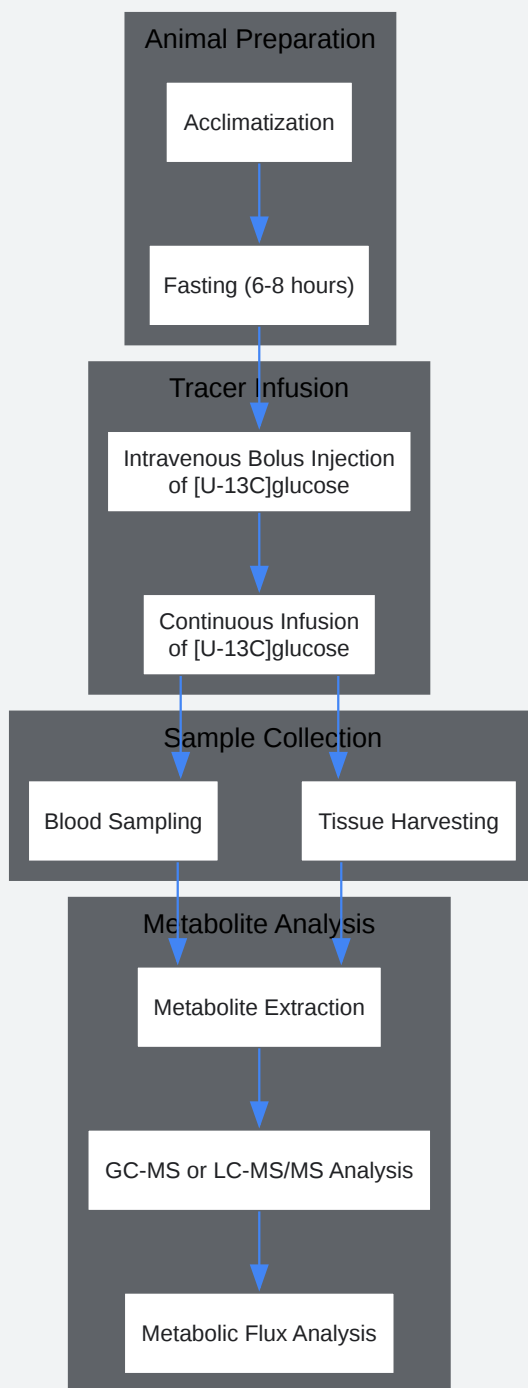 Animal Preparation
Acclimatization
Fasting (6-8 hours)
Tracer Infusion
Intravenous Bolus Injection
of [U-13C]glucose
Continuous Infusion
of [U-13C]glucose
Sample Collection
Blood Sampling
Tissue Harvesting
Metabolite Analysis
Metabolite Extraction
GC-MS or LC-MS/MS Analysis
Metabolic Flux Analysis